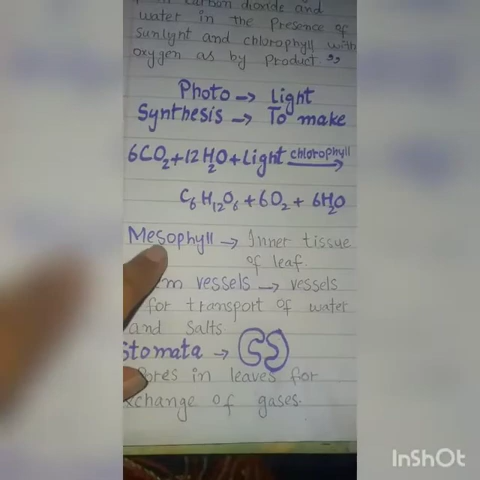 carbon dioxide and
water in the presence of
sunlight and chlorophyll with
oxygen as by product."
Photo → Light
Synthesis → To make
6CO₂+12H₂O+Light chlorophyll →
C₆H₁₂O₆+6O₂+6H₂O
Mesophyll → Inner tissue
of leaf.
vessels → vessels
for transport of water
and salts
Stomata →
Pores in leaves for
exchange of gases.
InShOt